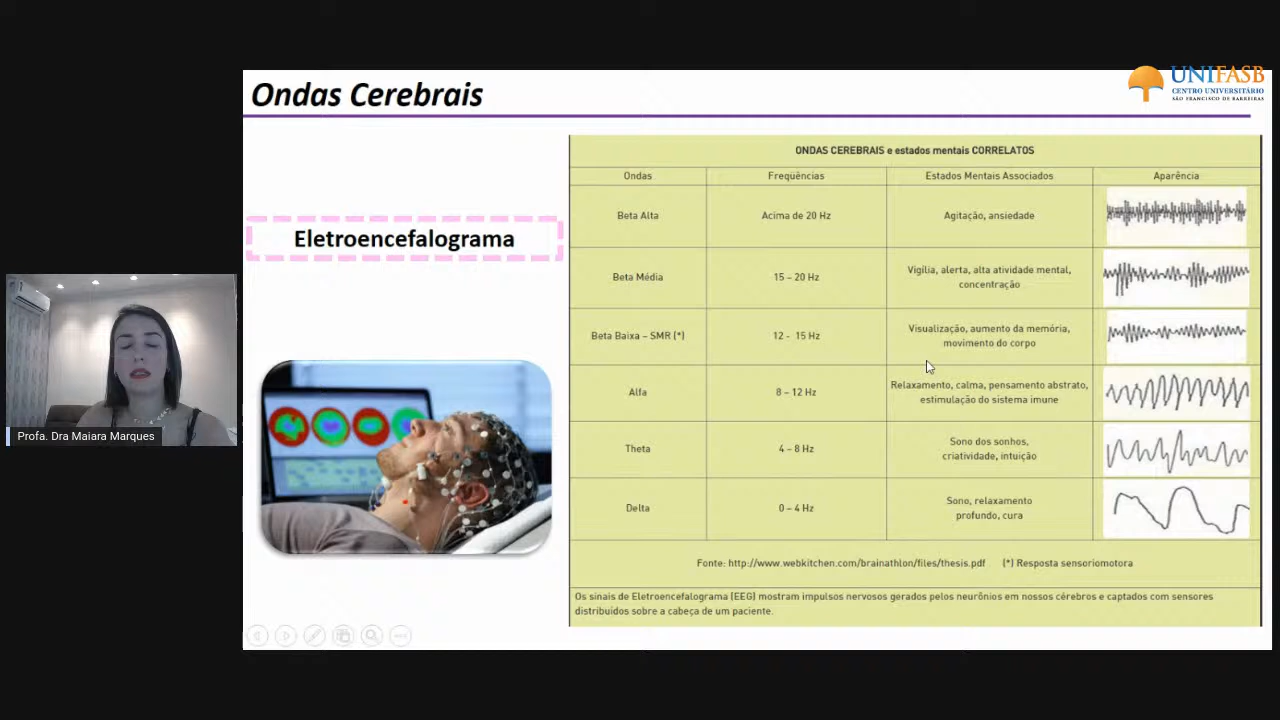 Ondas Cerebrais
UNIFASB
CENTRO UNIVERSITÁRIO
SÃO FRANCISCO DE BARREIRAS
Eletroencefalograma
Profa. Dra Maiara Marques
ONDAS CEREBRAIS e estados mentais CORRELATOS
Ondas Freqüências Estados Mentais Associados Aparência
Beta Alta Acima de 20 Hz Agitação, ansiedade
Beta Média 15 – 20 Hz Vigília, alerta, alta atividade mental,
concentração
Beta Baixa – SMR (*) 12 - 15 Hz Visualização, aumento da memória,
movimento do corpo
Alfa 8 – 12 Hz Relaxamento, calma, pensamento abstrato,
estimulação do sistema imune
Theta 4 – 8 Hz Sono dos sonhos,
criatividade, intuição
Delta 0 – 4 Hz Sono, relaxamento
profundo, cura
Fonte: http://www.webkitchen.com/brainathlon/files/thesis.pdf (*) Resposta sensoriomotora
Os sinais de Eletroencefalograma (EEG) mostram impulsos nervosos gerados pelos neurônios em nossos cérebros e captados com sensores
distribuidos sobre a cabeça de um paciente.